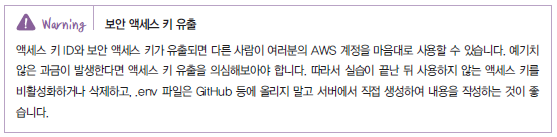 Warning 보안 액세스 키 유출
액세스 키 ID와 보안 액세스 키가 유출되면 다른 사람이 여러분의 AWS 계정을 마음대로 사용할 수 있습니다. 예기치
않은 과금이 발생한다면 액세스 키 유출을 의심해보아야 합니다. 따라서 실습이 끝난 뒤 사용하지 않는 액세스 키를
비활성화하거나 삭제하고, .env 파일은 GitHub 등에 올리지 말고 서버에서 직접 생성하여 내용을 작성하는 것이 좋
습니다.